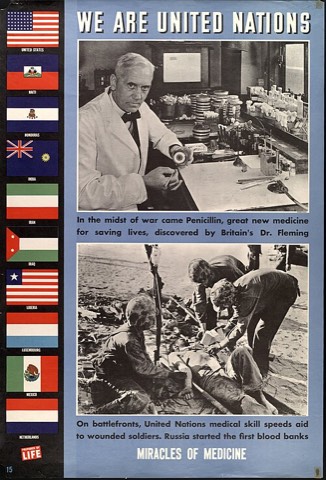 WE ARE UNITED NATIONS
UNITED STATES
HAITI
HONDURAS
INDIA
IRAN
IRAQ
LIBERIA
LUXEMBOURG
MEXICO
NETHERLANDS
In the midst of war came Penicillin, great new medicine
for saving lives, discovered by Britain's Dr. Fleming
On battlefronts, United Nations medical skill speeds aid
to wounded soldiers. Russia started the first blood banks
MIRACLES OF MEDICINE
LIFE
15